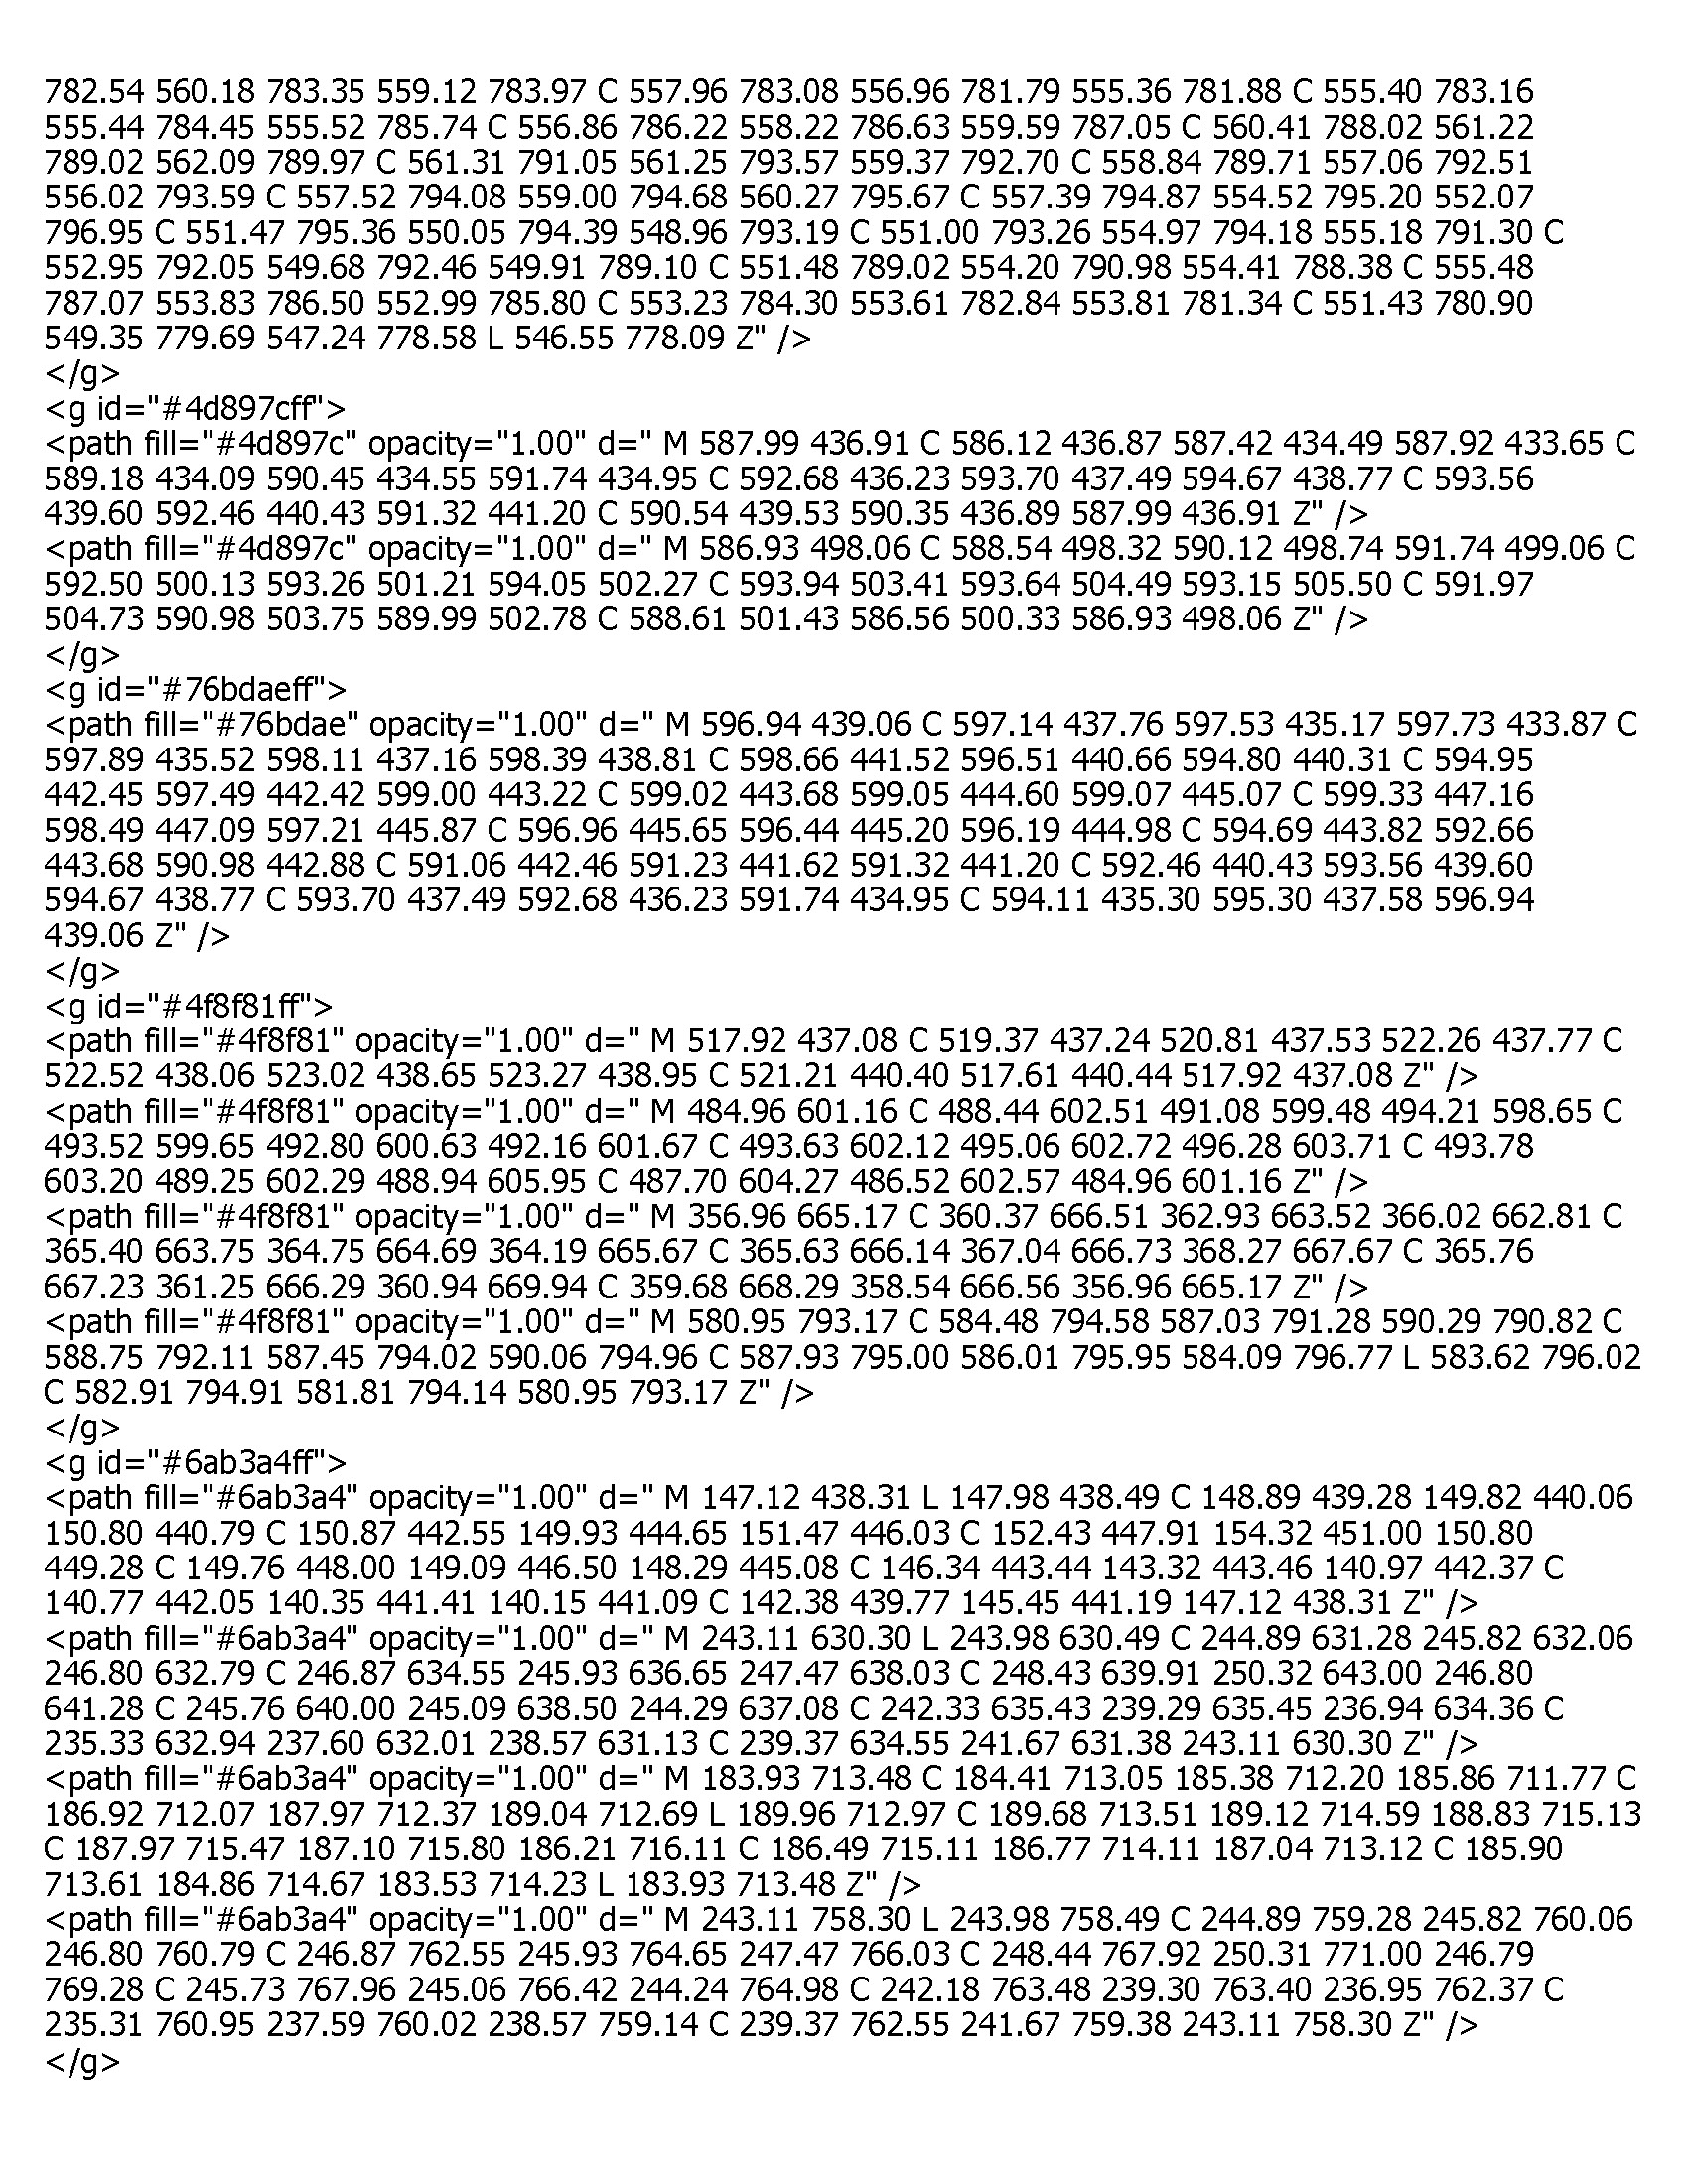 782.54 560.18 783.35 559.12 783.97 C 557.96 783.08 556.96 781.79 555.36 781.88 C 555.40 783.16
555.44 784.45 555.52 785.74 C 556.86 786.22 558.22 786.63 559.59 787.05 C 560.41 788.02 561.22
789.02 562.09 789.97 C 561.31 791.05 561.25 793.57 559.37 792.70 C 558.84 789.71 557.06 792.51
556.02 793.59 C 557.52 794.08 559.00 794.68 560.27 795.67 C 557.39 794.87 554.52 795.20 552.07
796.95 C 551.47 795.36 550.05 794.39 548.96 793.19 C 551.00 793.26 554.97 794.18 555.18 791.30 C
552.95 792.05 549.68 792.46 549.91 789.10 C 551.48 789.02 554.20 790.98 554.41 788.38 C 555.48
787.07 553.83 786.50 552.99 785.80 C 553.23 784.30 553.61 782.84 553.81 781.34 C 551.43 780.90
549.35 779.69 547.24 778.58 L 546.55 778.09 Z" />
</g>
<g id="#4d897cff">
<path fill="#4d897c" opacity="1.00" d=" M 587.99 436.91 C 586.12 436.87 587.42 434.49 587.92 433.65 C
589.18 434.09 590.45 434.55 591.74 434.95 C 592.68 436.23 593.70 437.49 594.67 438.77 C 593.56
439.60 592.46 440.43 591.32 441.20 C 590.54 439.53 590.35 436.89 587.99 436.91 Z" />
<path fill="#4d897c" opacity="1.00" d=" M 586.93 498.06 C 588.54 498.32 590.12 498.74 591.74 499.06 C
592.50 500.13 593.26 501.21 594.05 502.27 C 593.94 503.41 593.64 504.49 593.15 505.50 C 591.97
504.73 590.98 503.75 589.99 502.78 C 588.61 501.43 586.56 500.33 586.93 498.06 Z" />
</g>
<g id="#76bdaeff">
<path fill="#76bdae" opacity="1.00" d=" M 596.94 439.06 C 597.14 437.76 597.53 435.17 597.73 433.87 C
597.89 435.52 598.11 437.16 598.39 438.81 C 598.66 441.52 596.51 440.66 594.80 440.31 C 594.95
442.45 597.49 442.42 599.00 443.22 C 599.02 443.68 599.05 444.60 599.07 445.07 C 599.33 447.16
598.49 447.09 597.21 445.87 C 596.96 445.65 596.44 445.20 596.19 444.98 C 594.69 443.82 592.66
443.68 590.98 442.88 C 591.06 442.46 591.23 441.62 591.32 441.20 C 592.46 440.43 593.56 439.60
594.67 438.77 C 593.70 437.49 592.68 436.23 591.74 434.95 C 594.11 435.30 595.30 437.58 596.94
439.06 Z" />
</g>
<g id="#4f8f81ff">
<path fill="#4f8f81" opacity="1.00" d=" M 517.92 437.08 C 519.37 437.24 520.81 437.53 522.26 437.77 C
522.52 438.06 523.02 438.65 523.27 438.95 C 521.21 440.40 517.61 440.44 517.92 437.08 Z" />
<path fill="#4f8f81" opacity="1.00" d=" M 484.96 601.16 C 488.44 602.51 491.08 599.48 494.21 598.65 C
493.52 599.65 492.80 600.63 492.16 601.67 C 493.63 602.12 495.06 602.72 496.28 603.71 C 493.78
603.20 489.25 602.29 488.94 605.95 C 487.70 604.27 486.52 602.57 484.96 601.16 Z" />
<path fill="#4f8f81" opacity="1.00" d=" M 356.96 665.17 C 360.37 666.51 362.93 663.52 366.02 662.81 C
365.40 663.75 364.75 664.69 364.19 665.67 C 365.63 666.14 367.04 666.73 368.27 667.67 C 365.76
667.23 361.25 666.29 360.94 669.94 C 359.68 668.29 358.54 666.56 356.96 665.17 Z" />
<path fill="#4f8f81" opacity="1.00" d=" M 580.95 793.17 C 584.48 794.58 587.03 791.28 590.29 790.82 C
588.75 792.11 587.45 794.02 590.06 794.96 C 587.93 795.00 586.01 795.95 584.09 796.77 L 583.62 796.02
C 582.91 794.91 581.81 794.14 580.95 793.17 Z" />
</g>
<g id="#6ab3a4ff">
<path fill="#6ab3a4" opacity="1.00" d=" M 147.12 438.31 L 147.98 438.49 C 148.89 439.28 149.82 440.06
150.80 440.79 C 150.87 442.55 149.93 444.65 151.47 446.03 C 152.43 447.91 154.32 451.00 150.80
449.28 C 149.76 448.00 149.09 446.50 148.29 445.08 C 146.34 443.44 143.32 443.46 140.97 442.37 C
140.77 442.05 140.35 441.41 140.15 441.09 C 142.38 439.77 145.45 441.19 147.12 438.31 Z" />
<path fill="#6ab3a4" opacity="1.00" d=" M 243.11 630.30 L 243.98 630.49 C 244.89 631.28 245.82 632.06
246.80 632.79 C 246.87 634.55 245.93 636.65 247.47 638.03 C 248.43 639.91 250.32 643.00 246.80
641.28 C 245.76 640.00 245.09 638.50 244.29 637.08 C 242.33 635.43 239.29 635.45 236.94 634.36 C
235.33 632.94 237.60 632.01 238.57 631.13 C 239.37 634.55 241.67 631.38 243.11 630.30 Z" />
<path fill="#6ab3a4" opacity="1.00" d=" M 183.93 713.48 C 184.41 713.05 185.38 712.20 185.86 711.77 C
186.92 712.07 187.97 712.37 189.04 712.69 L 189.96 712.97 C 189.68 713.51 189.12 714.59 188.83 715.13
C 187.97 715.47 187.10 715.80 186.21 716.11 C 186.49 715.11 186.77 714.11 187.04 713.12 C 185.90
713.61 184.86 714.67 183.53 714.23 L 183.93 713.48 Z" />
<path fill="#6ab3a4" opacity="1.00" d=" M 243.11 758.30 L 243.98 758.49 C 244.89 759.28 245.82 760.06
246.80 760.79 C 246.87 762.55 245.93 764.65 247.47 766.03 C 248.44 767.92 250.31 771.00 246.79
769.28 C 245.73 767.96 245.06 766.42 244.24 764.98 C 242.18 763.48 239.30 763.40 236.95 762.37 C
235.31 760.95 237.59 760.02 238.57 759.14 C 239.37 762.55 241.67 759.38 243.11 758.30 Z" />
</g>